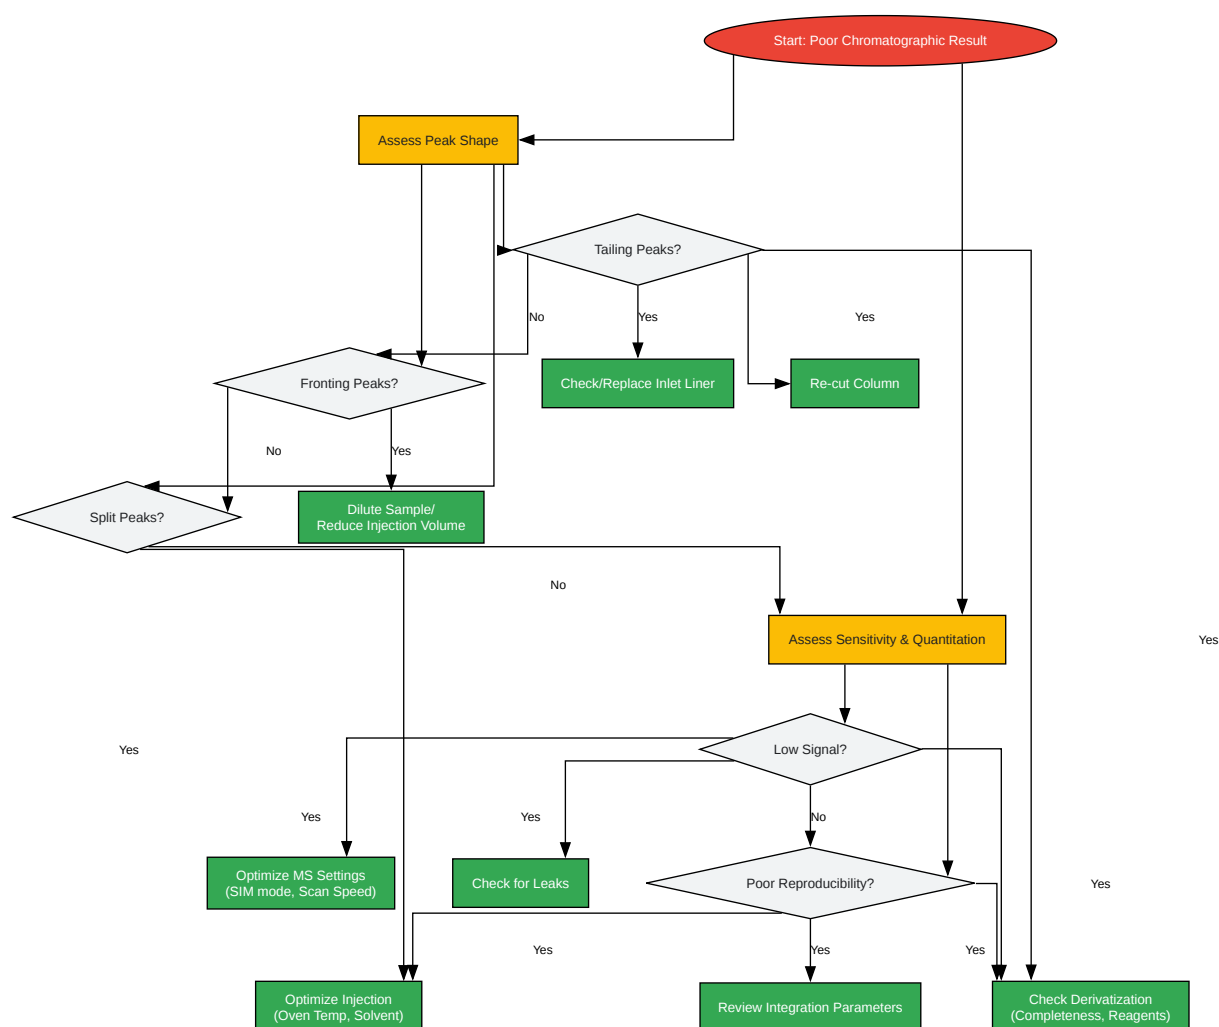 Start: Poor Chromatographic Result
Assess Peak Shape
Tailing Peaks?
No
Yes
Yes
Fronting Peaks?
Check/Replace Inlet Liner
Re-cut Column
No
Yes
Split Peaks?
Dilute Sample/
Reduce Injection Volume
No
Assess Sensitivity & Quantitation
Yes
Low Signal?
Yes
Yes
Yes
No
Optimize MS Settings
(SIM mode, Scan Speed)
Check for Leaks
Poor Reproducibility?
Yes
Yes
Yes
Yes
Optimize Injection
(Oven Temp, Solvent)
Review Integration Parameters
Check Derivatization
(Completeness, Reagents)